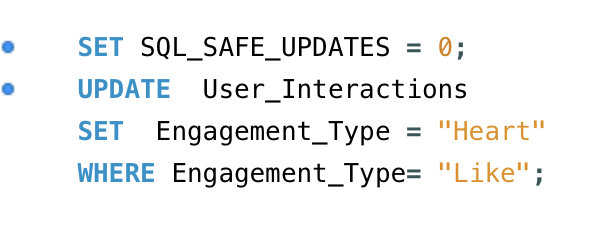 SET SQL_SAFE_UPDATES = 0;
UPDATE  User_Interactions
SET  Engagement_Type = "Heart"
WHERE Engagement_Type= "Like";